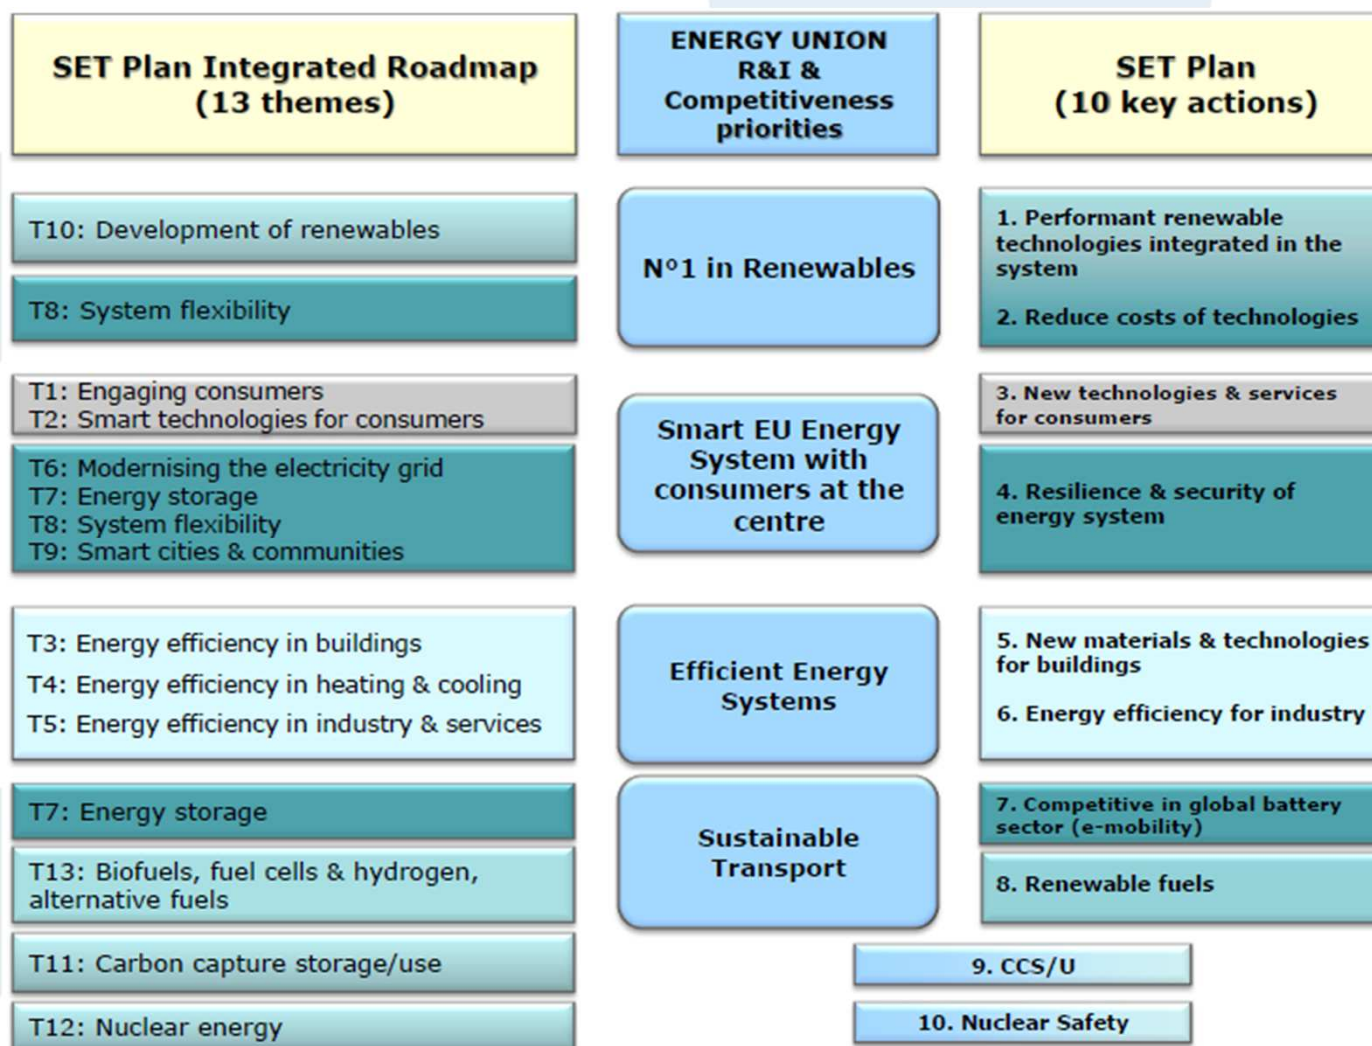 SET Plan Integrated Roadmap
(13 themes)
ENERGY UNION
R&I &
Competitiveness
priorities
SET Plan
(10 key actions)
T10: Development of renewables
T8: System flexibility
Nº1 in Renewables
1. Performant renewable
technologies integrated in the
system
2. Reduce costs of technologies
T1: Engaging consumers
T2: Smart technologies for consumers
T6: Modernising the electricity grid
T7: Energy storage
T8: System flexibility
T9: Smart cities & communities
Smart EU Energy
System with
consumers at the
centre
3. New technologies & services
for consumers
4. Resilience & security of
energy system
T3: Energy efficiency in buildings
T4: Energy efficiency in heating & cooling
T5: Energy efficiency in industry & services
Efficient Energy
Systems
5. New materials & technologies
for buildings
6. Energy efficiency for industry
T7: Energy storage
T13: Biofuels, fuel cells & hydrogen,
alternative fuels
Sustainable
Transport
7. Competitive in global battery
sector (e-mobility)
8. Renewable fuels
T11: Carbon capture storage/use
9. CCS/U
T12: Nuclear energy
10. Nuclear Safety